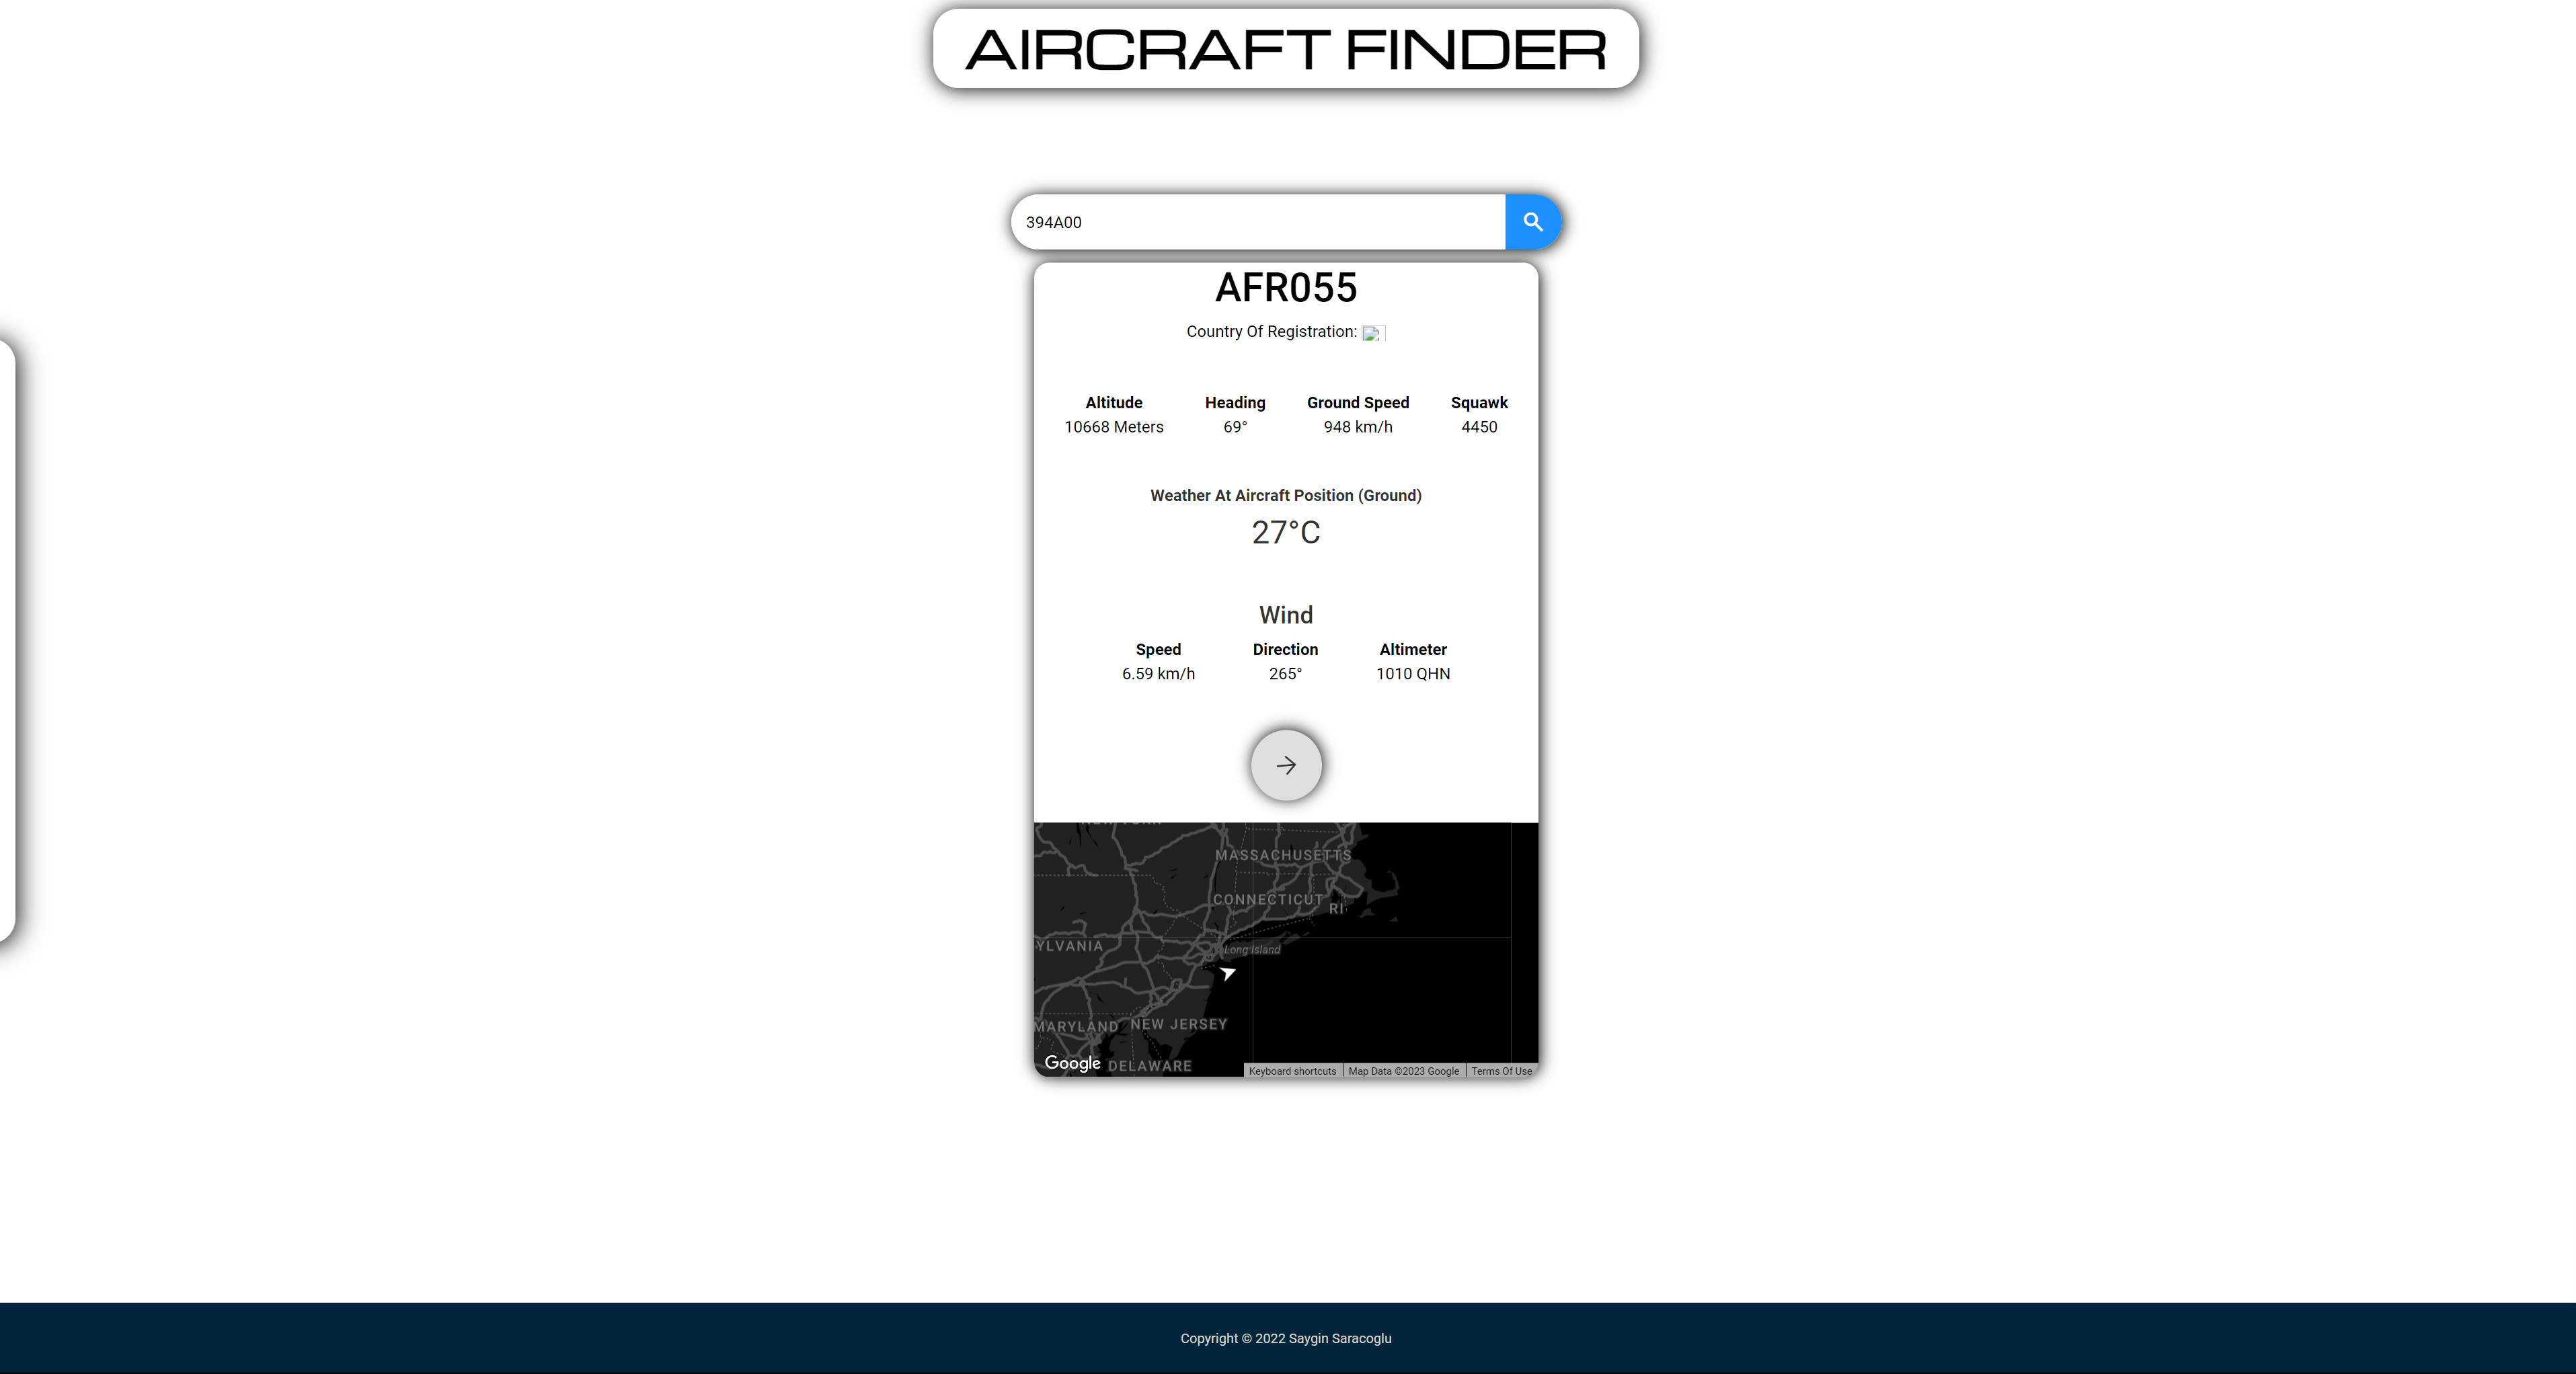 AIRCRAFT FINDER
394A00
AFR055
Country Of Registration:
Altitude Heading Ground Speed Squawk
10668 Meters 69° 948 km/h 4450
Weather At Aircraft Position (Ground)
27°C
Wind
Speed Direction Altimeter
6.59 km/h 265° 1010 QHN
MASSACHUSETTS
CONNECTICUT
RI
YLVANIA
Long Island
MARYLAND NEW JERSEY
Google DELAWARE
Keyboard shortcuts Map Data ©2023 Google Terms Of Use
Copyright © 2022 Saygin Saracoglu